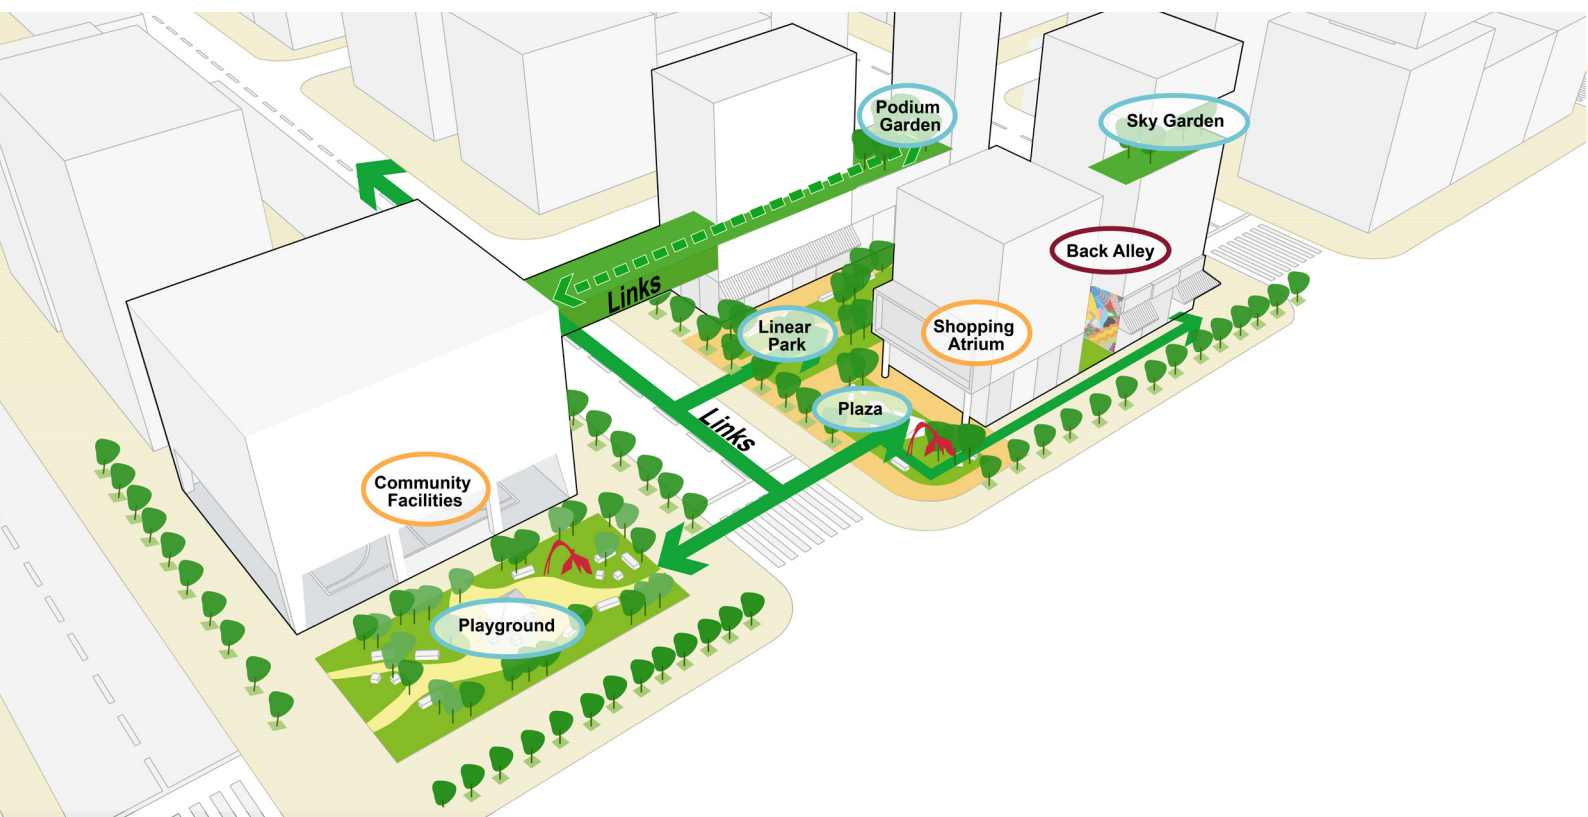 Podium
Garden
Sky Garden
Back Alley
Links
Linear
Park
Shopping
Atrium
Plaza
Links
Community
Facilities
Playground